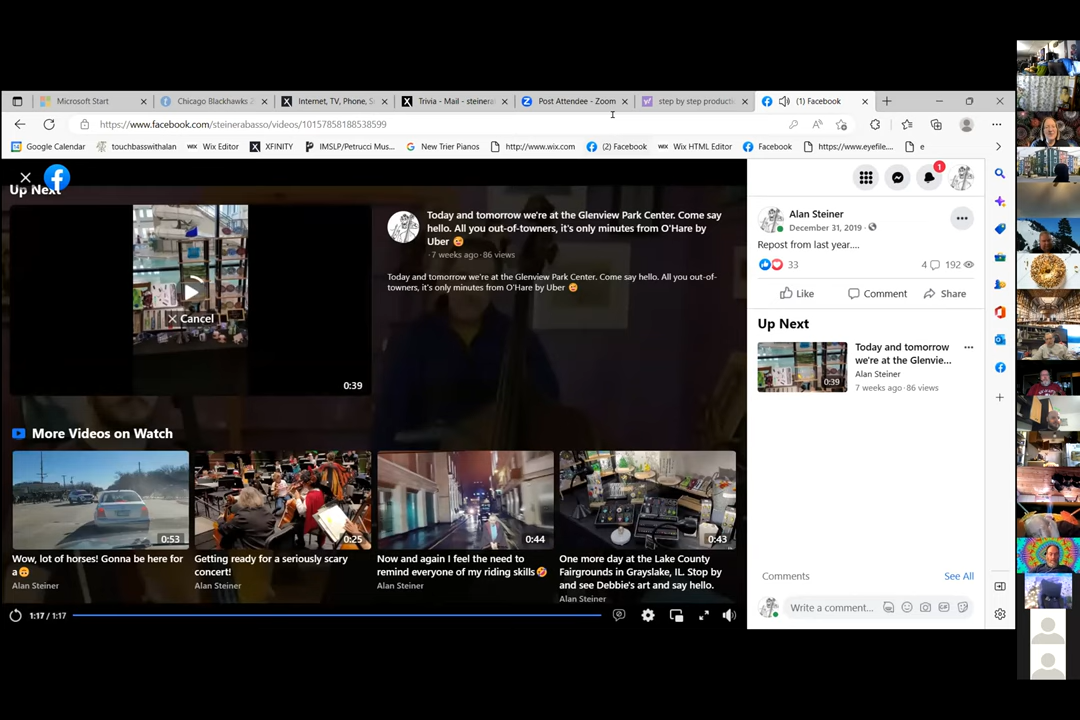 Microsoft Start
Chicago Blackhawks Z
Internet, TV, Phone, S
Trivia - Mail - steinera
Post Attendee - Zoom
step by step producti
(1) Facebook
https://www.facebook.com/steinerabasso/videos/10157858188538599
Google Calendar
touchbasswithalan
WiX Wix Editor
XFINITY
IMSLP/Petrucci Mus...
New Trier Pianos
http://www.wix.com
(2) Facebook
WiX Wix HTML Editor
Facebook
https://www.eyefile...
e
Up Next
Cancel
0:39
Today and tomorrow we're at the Glenview Park Center. Come say
hello. All you out-of-towners, it's only minutes from O'Hare by
Uber
7 weeks ago · 86 views
Today and tomorrow we're at the Glenview Park Center. Come say hello. All you out-of-
towners, it's only minutes from O'Hare by Uber
More Videos on Watch
0:53
0:25
0:44
0:43
Wow, lot of horses! Gonna be here for
a
Alan Steiner
Getting ready for a seriously scary
concert!
Alan Steiner
Now and again I feel the need to
remind everyone of my riding skills
Alan Steiner
One more day at the Lake County
Fairgrounds in Grayslake, IL. Stop by
and see Debbie's art and say hello.
Alan Steiner
1:17 / 1:17
1
Alan Steiner
December 31, 2019 ·
Repost from last year....
33
4
192
Like
Comment
Share
Up Next
0:39
Today and tomorrow
we're at the Glenvie...
Alan Steiner
7 weeks ago · 86 views
Comments
See All
Write a comment...